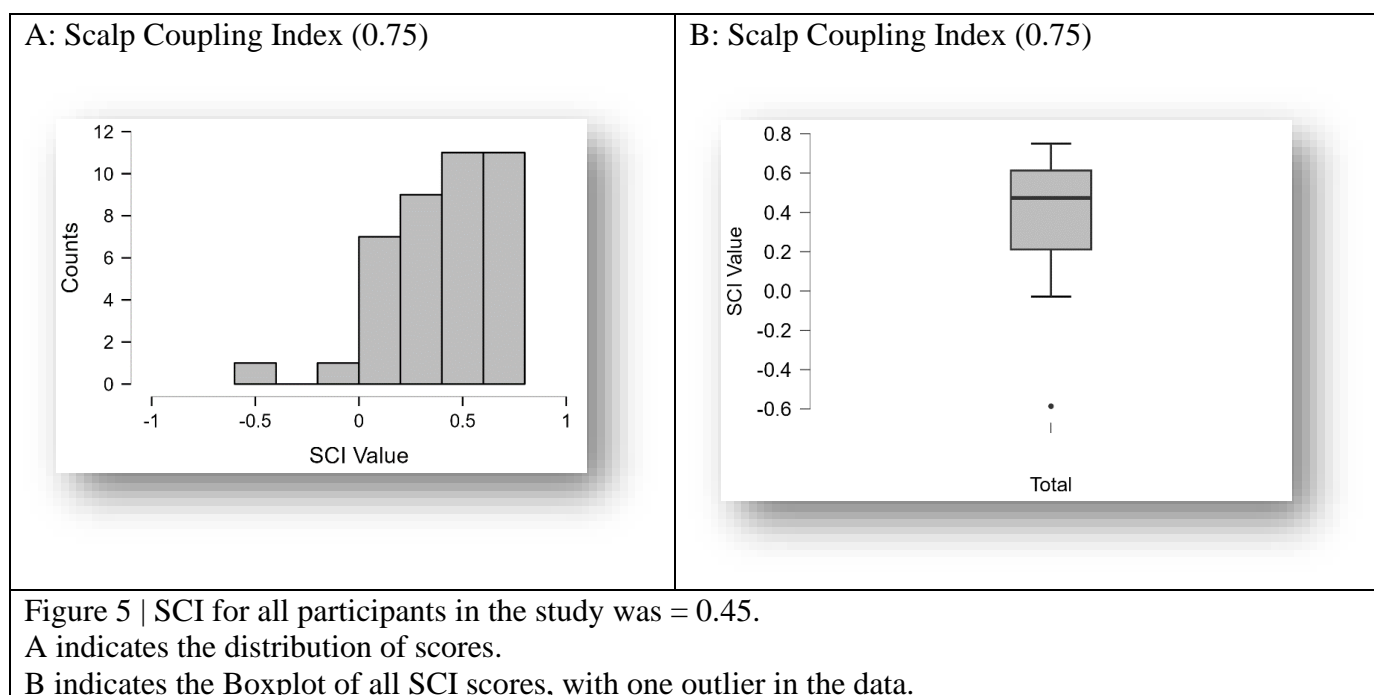 A: Scalp Coupling Index (0.75)
12
10
8
6
4
2
0
Counts
-1
-0.5
0
0.5
1
SCI Value
B: Scalp Coupling Index (0.75)
0.8
0.6
0.4
0.2
0.0
-0.2
-0.4
-0.6
SCI Value
Total
Figure 5 | SCI for all participants in the study was = 0.45.
A indicates the distribution of scores.
B indicates the Boxplot of all SCI scores, with one outlier in the data.